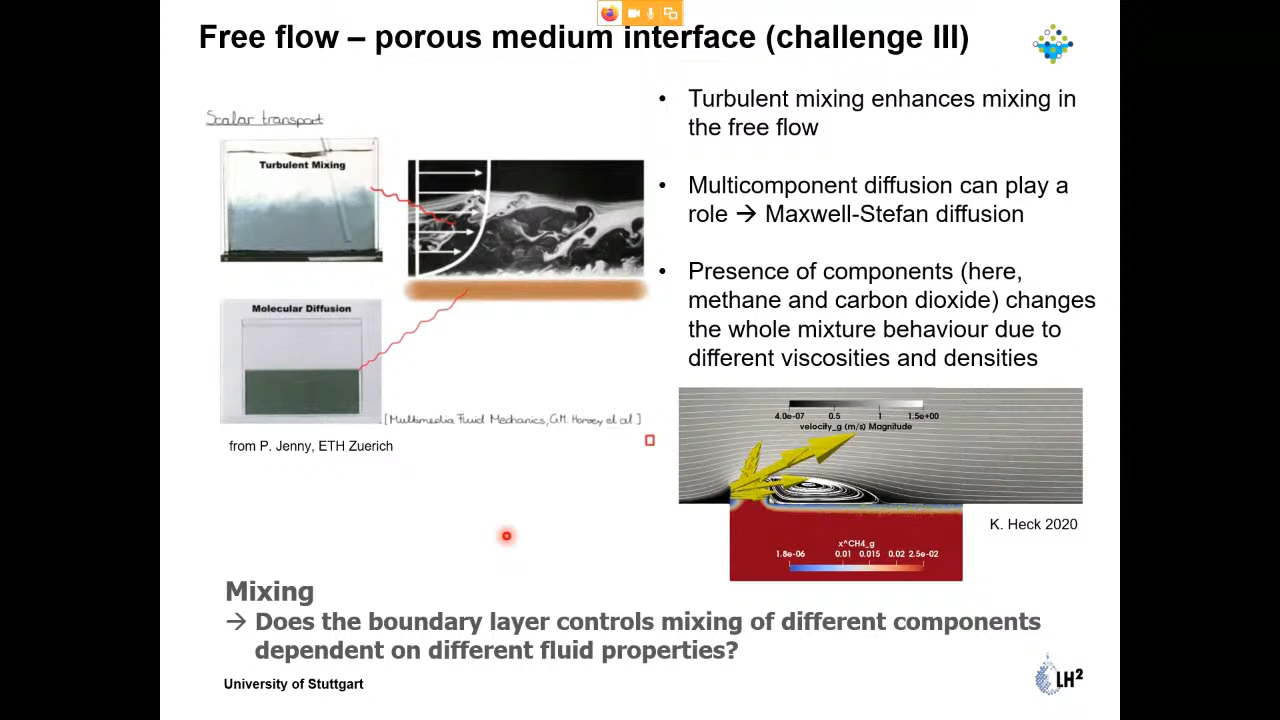 Free flow – porous medium interface (challenge III)
Scalar transport
Turbulent Mixing
Molecular Diffusion
[Multimedia Fluid Mechanics, G.M. Homsey et al.]
from P. Jenny, ETH Zuerich
• Turbulent mixing enhances mixing in
the free flow
• Multicomponent diffusion can play a
role → Maxwell-Stefan diffusion
• Presence of components (here,
methane and carbon dioxide) changes
the whole mixture behaviour due to
different viscosities and densities
4.0e-07 0.5 1 1.5e+00
velocity_g (m/s) Magnitude
K. Heck 2020
x^CH4_g
1.8e-06 0.01 0.015 0.02 2.5e-02
Mixing
→ Does the boundary layer controls mixing of different components
dependent on different fluid properties?
University of Stuttgart
LH²